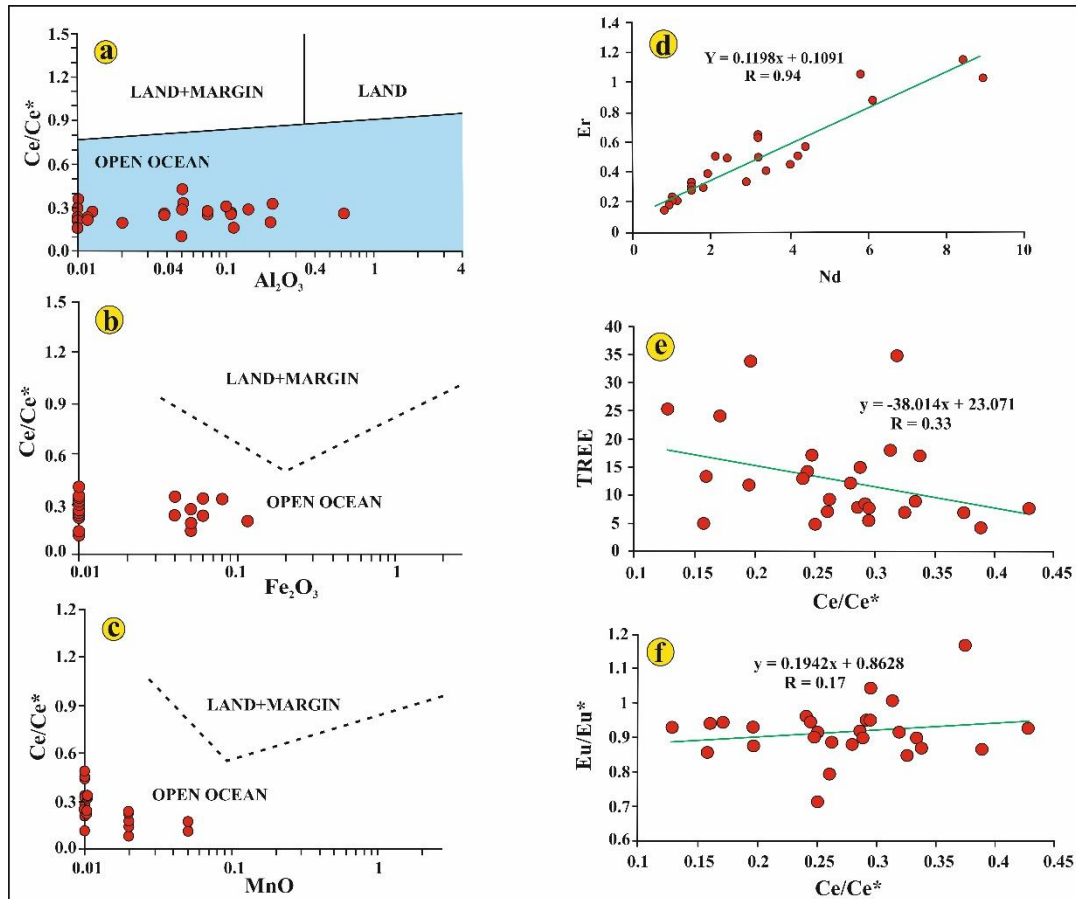 a
1.5
1.2
0.9
0.6
0.3
0.0
Ce/Ce*
LAND+MARGIN
LAND
OPEN OCEAN
0.01
0.04
0.1
0.4
1
4
Al₂O₃
b
1.5
1.2
0.9
0.6
0.3
0.0
Ce/Ce*
LAND+MARGIN
OPEN OCEAN
0.01
0.1
1
Fe₂O₃
c
1.2
1.2
0.6
0.3
0.0
Ce/Ce*
LAND+MARGIN
OPEN OCEAN
0.01
0.1
1
MnO
d
1.4
1.2
1
0.8
0.6
0.4
0.2
0
Er
Y = 0.1198x + 0.1091
R = 0.94
0
2
4
6
8
10
Nd
e
40
35
30
25
20
15
10
5
0
TREE
y = -38.014x + 23.071
R = 0.33
0.1
0.15
0.2
0.25
0.3
0.35
0.4
0.45
Ce/Ce*
f
1.2
1.2
1
0.9
0.8
0.7
0.6
Eu/Eu*
y = 0.1942x + 0.8628
R = 0.17
0.1
0.15
0.2
0.25
0.3
0.35
0.4
0.45
Ce/Ce*